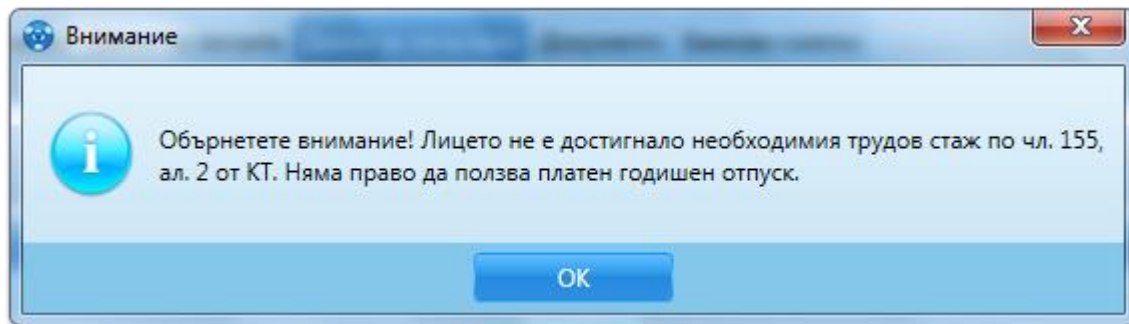 Внимание
Обърнетете внимание! Лицето не е достигнало необходимия трудов стаж по чл. 155,
ал. 2 от КТ. Няма право да ползва платен годишен отпуск.
OK